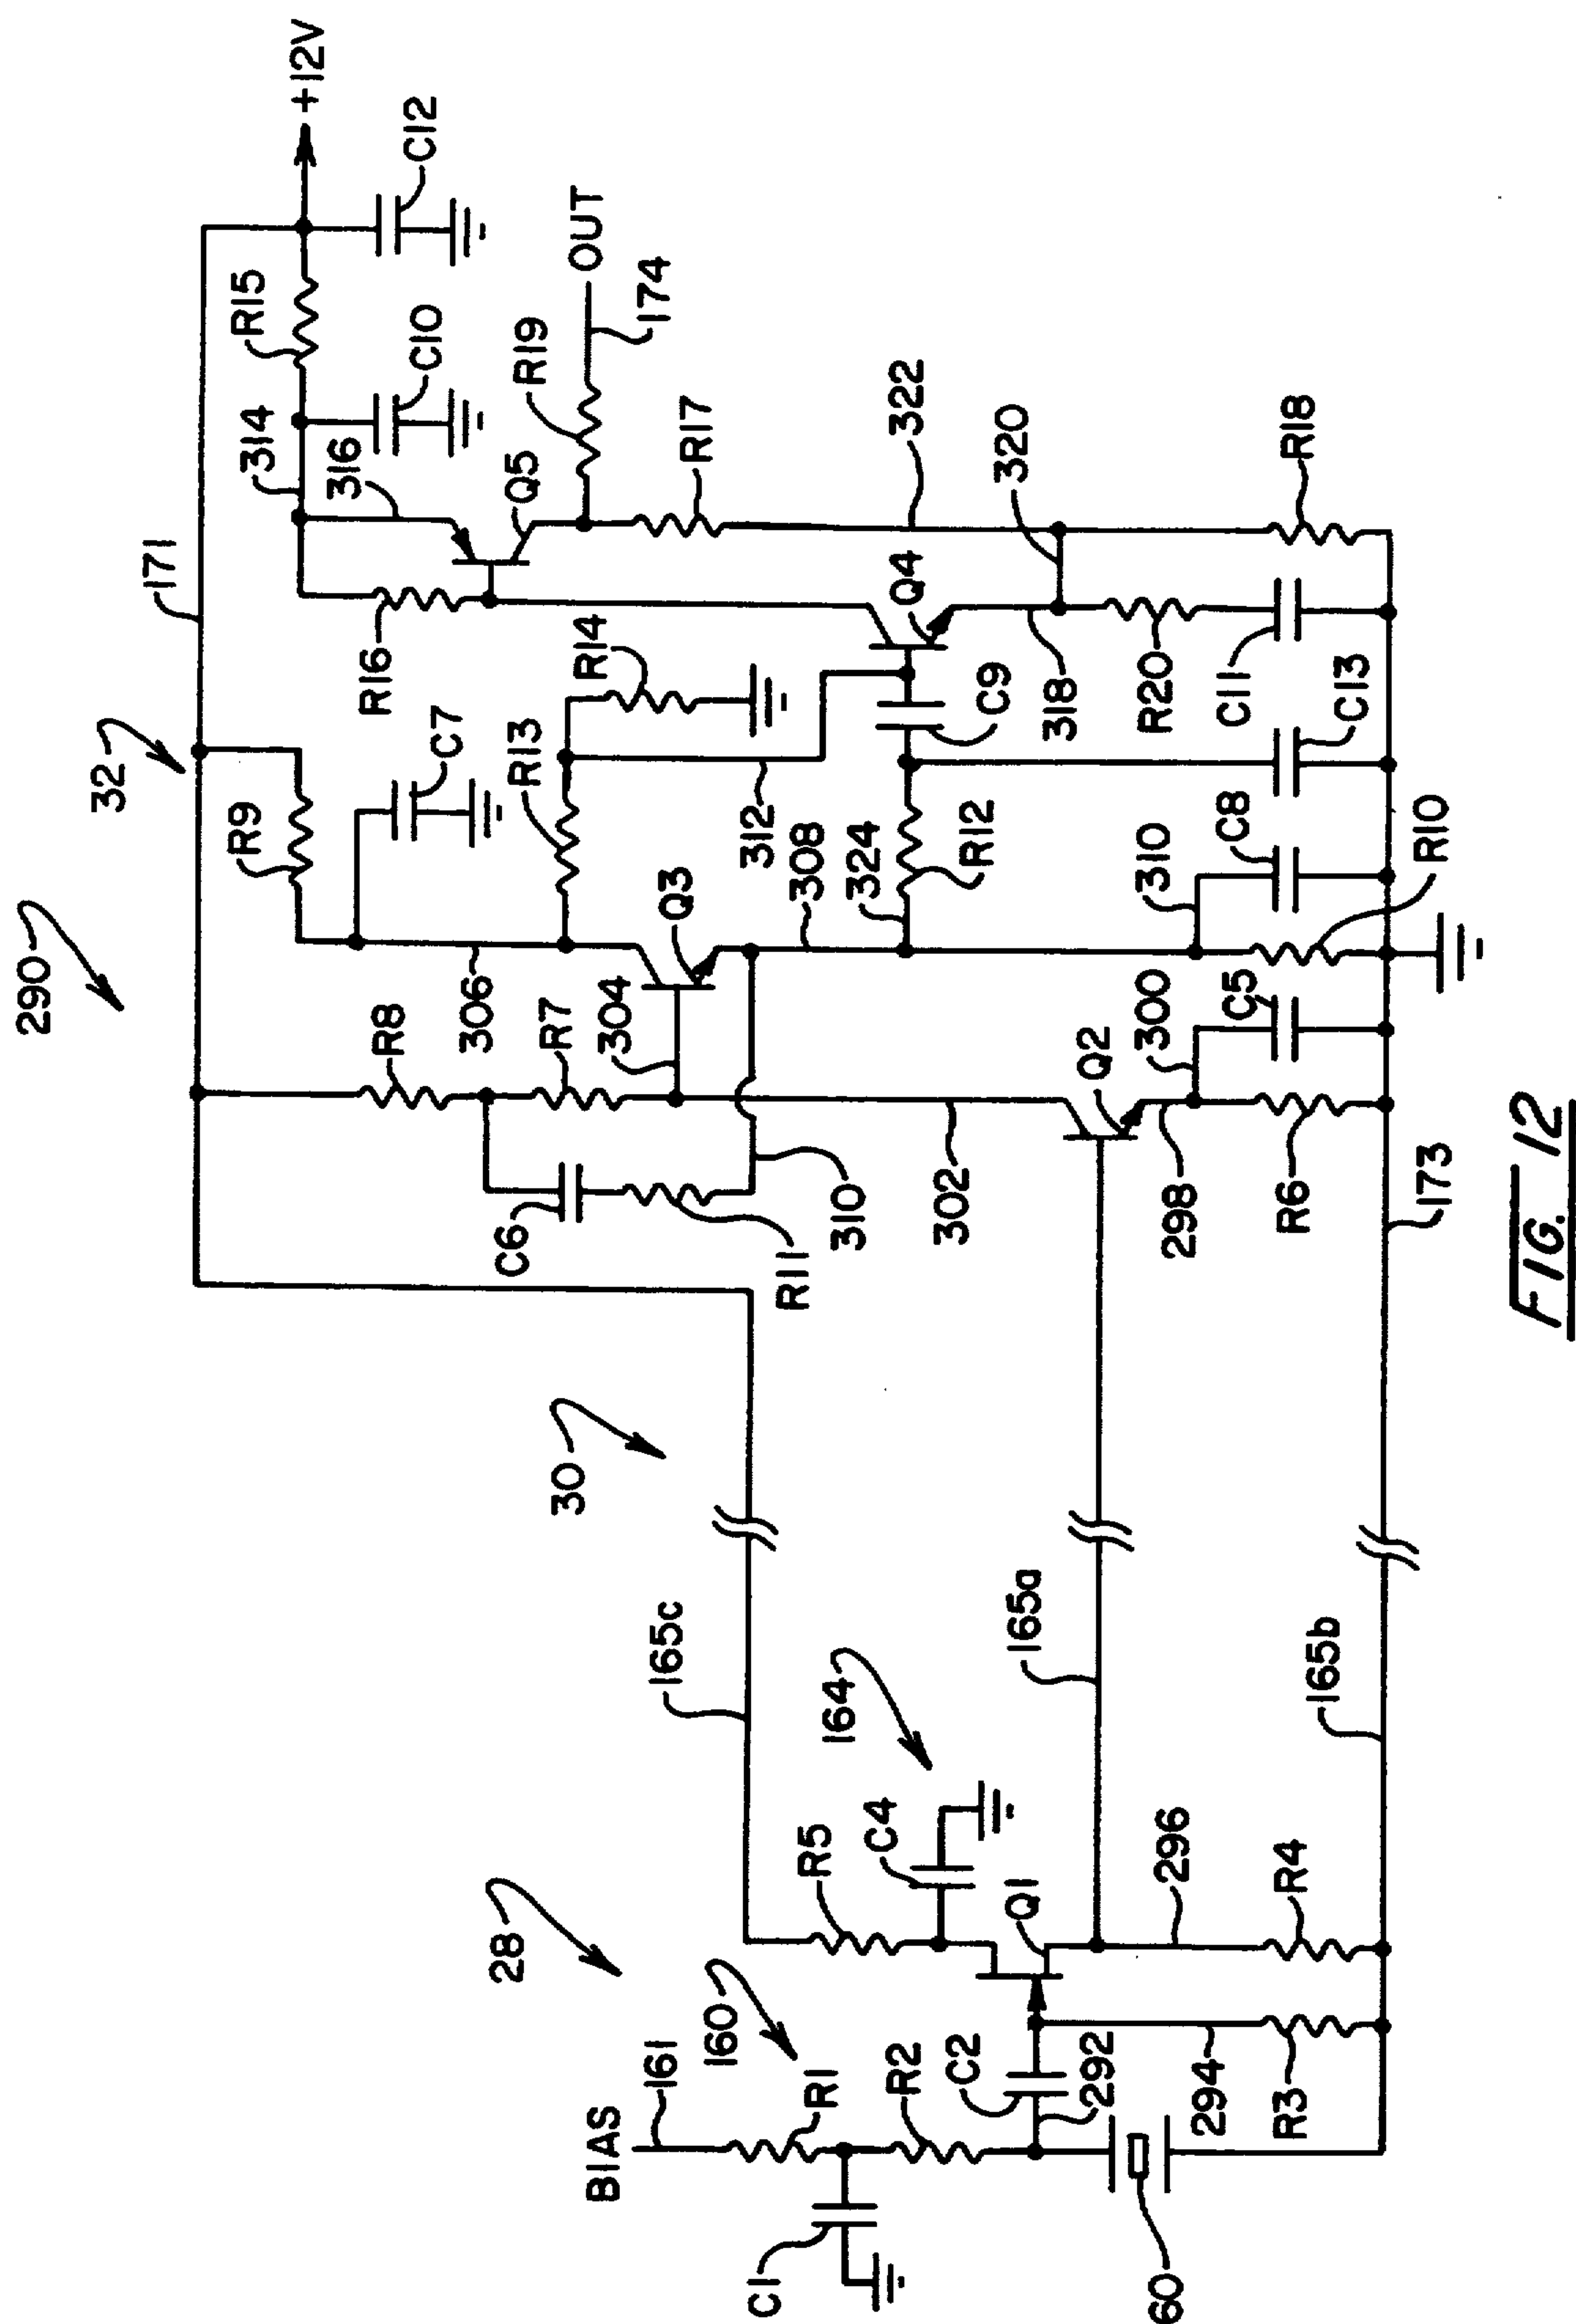 290
32
171
+12V
R15
C12
R9
314
C10
316
R16
C7
R19
OUT
174
R8
306
R13
R14
Q5
R17
C6
R7
304
Q3
312
Q4
322
R11
310
308
324
C9
320
302
Q2
300
310
318
R20
R18
298
C5
C8
C11
R6
R10
C13
173
30
165c
165a
165b
28
164
R5
C4
160
Q1
296
R4
BIAS
161
R1
R2
C2
292
294
R3
C1
60
FIG. 12